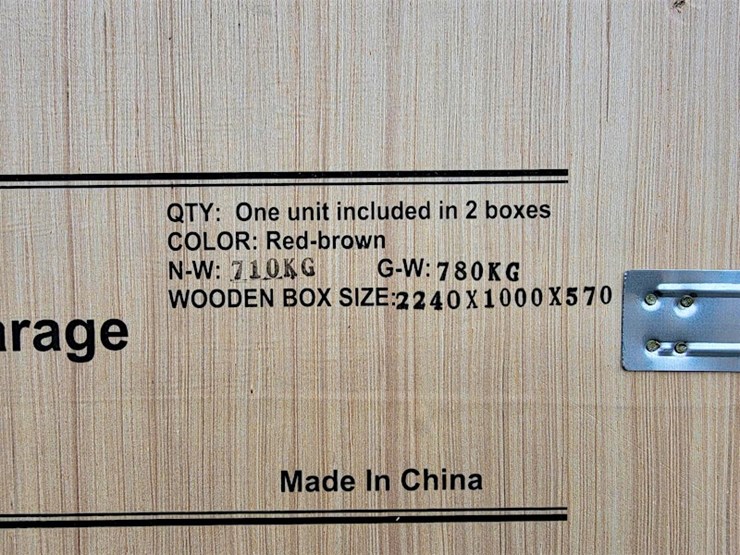 QTY: One unit included in 2 boxes
COLOR: Red-brown
N-W: 710KG G-W: 780KG
WOODEN BOX SIZE:2240X1000X570
arage
Made In China